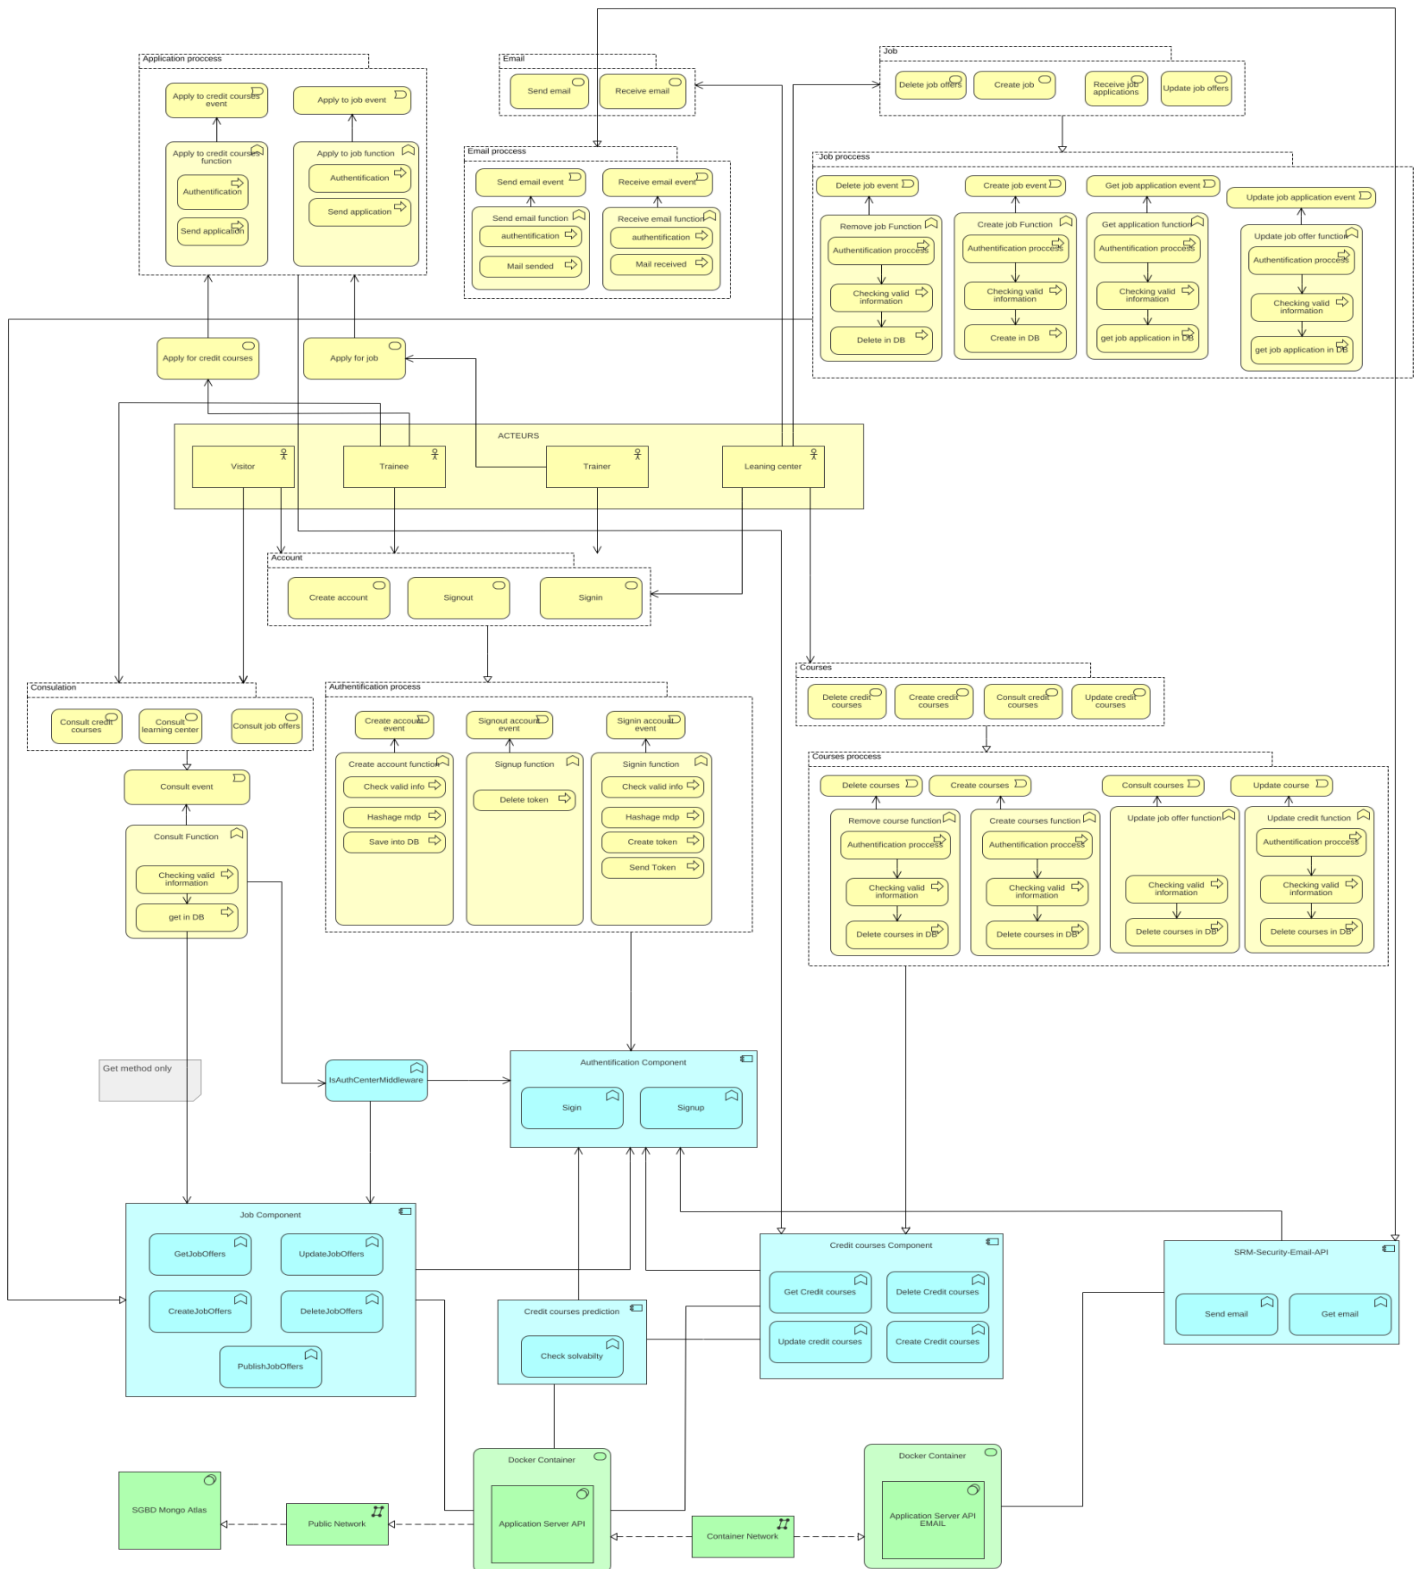 Application proccess
Apply to credit courses
event
Apply to job event
Apply to credit courses
function
Authentification
Send application
Apply to job function
Authentification
Send application
Email
Send email
Receive email
Job
Delete job offers
Create job
Receive job
applications
Update job offers
Email proccess
Send email event
Receive email event
Send email function
authentification
Mail sended
Receive email function
authentification
Mail received
Job proccess
Delete job event
Create job event
Get job application event
Update job application event
Remove job Function
Authentification proccess
Checking valid
information
Delete in DB
Create job Function
Authentification proccess
Checking valid
information
Create in DB
Get application function
Authentification proccess
Checking valid
information
get job application in DB
Update job offer function
Authentification proccess
Checking valid
information
get job application in DB
Apply for credit courses
Apply for job
ACTEURS
Visitor
Trainee
Trainer
Leaning center
Account
Create account
Signout
Signin
Consulation
Consult credit
courses
Consult
learning center
Consult job offers
Consult event
Consult Function
Checking valid
information
get in DB
Authentification process
Create account
event
Signout account
event
Signin account
event
Create account function
Check valid info
Hashage mdp
Save into DB
Signup function
Delete token
Signin function
Check valid info
Hashage mdp
Create token
Send Token
Courses
Delete credit
courses
Create credit
courses
Consult credit
courses
Update credit
courses
Courses proccess
Delete courses
Create courses
Consult courses
Update course
Remove course function
Authentification proccess
Checking valid
information
Delete courses in DB
Create courses function
Authentification proccess
Checking valid
information
Delete courses in DB
Update job offer function
Checking valid
information
Delete courses in DB
Update credit function
Authentification proccess
Checking valid
information
Delete courses in DB
Get method only
IsAuthCenterMiddleware
Authentification Component
Sigin
Signup
Job Component
GetJobOffers
UpdateJobOffers
CreateJobOffers
DeleteJobOffers
PublishJobOffers
Credit courses prediction
Check solvabilty
Credit courses Component
Get Credit courses
Delete Credit courses
Update credit courses
Create Credit courses
SRM-Security-Email-API
Send email
Get email
SGBD Mongo Atlas
Public Network
Docker Container
Application Server API
Container Network
Docker Container
Application Server API
EMAIL